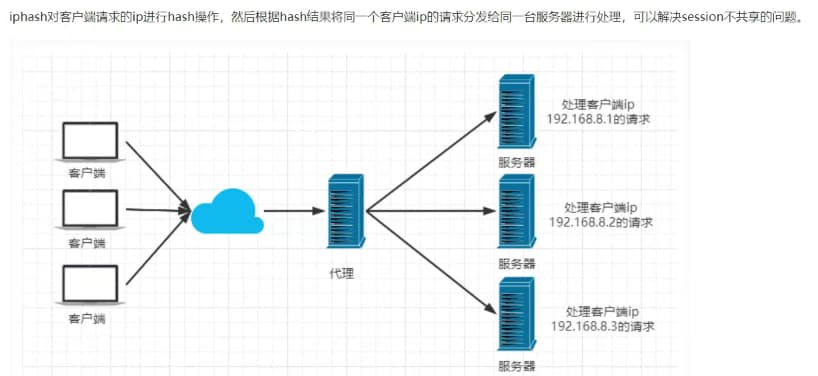 iphash对客户端请求的ip进行hash操作，然后根据hash结果将同一个客户端ip的请求分发给同一台服务器进行处理，可以解决session不共享的问题。
处理客户端ip
192.168.8.1的请求
服务器
客户端
处理客户端ip
192.168.8.2的请求
客户端
服务器
代理
处理客户端ip
192.168.8.3的请求
客户端
服务器